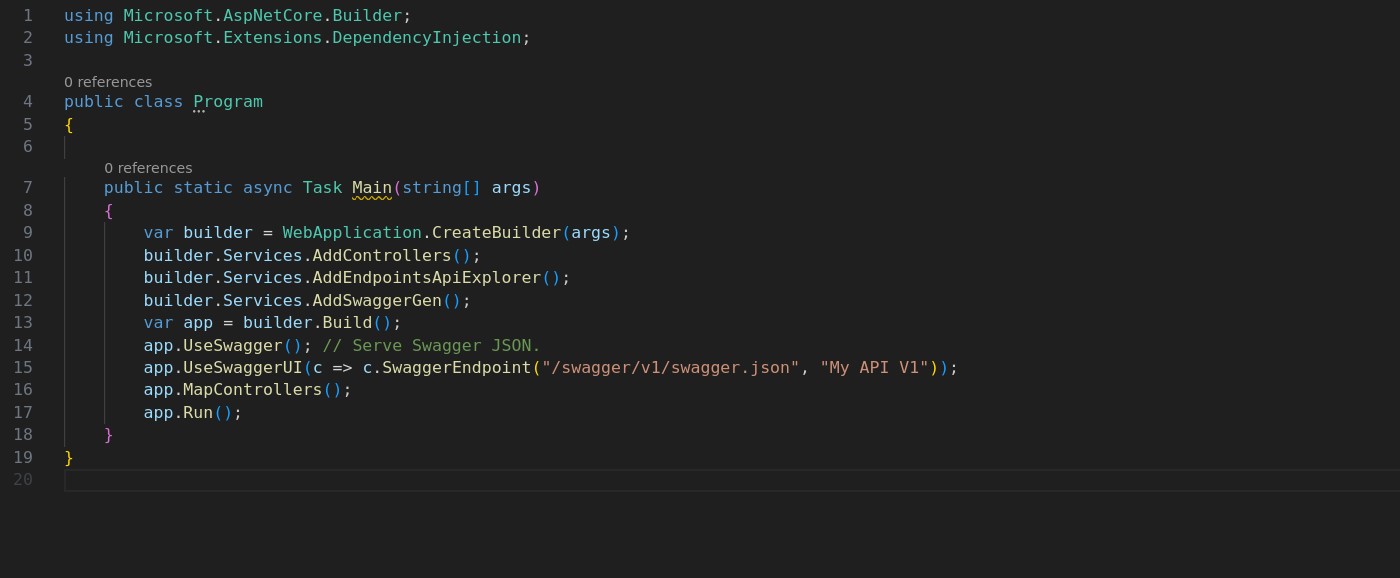 1 using Microsoft.AspNetCore.Builder;
2 using Microsoft.Extensions.DependencyInjection;
3
0 references
4 public class Program
5 {
6
0 references
7     public static async Task Main(string[] args)
8     {
9         var builder = WebApplication.CreateBuilder(args);
10         builder.Services.AddControllers();
11         builder.Services.AddEndpointsApiExplorer();
12         builder.Services.AddSwaggerGen();
13         var app = builder.Build();
14         app.UseSwagger(); // Serve Swagger JSON.
15         app.UseSwaggerUI(c => c.SwaggerEndpoint("/swagger/v1/swagger.json", "My API V1"));
16         app.MapControllers();
17         app.Run();
18     }
19 }
20